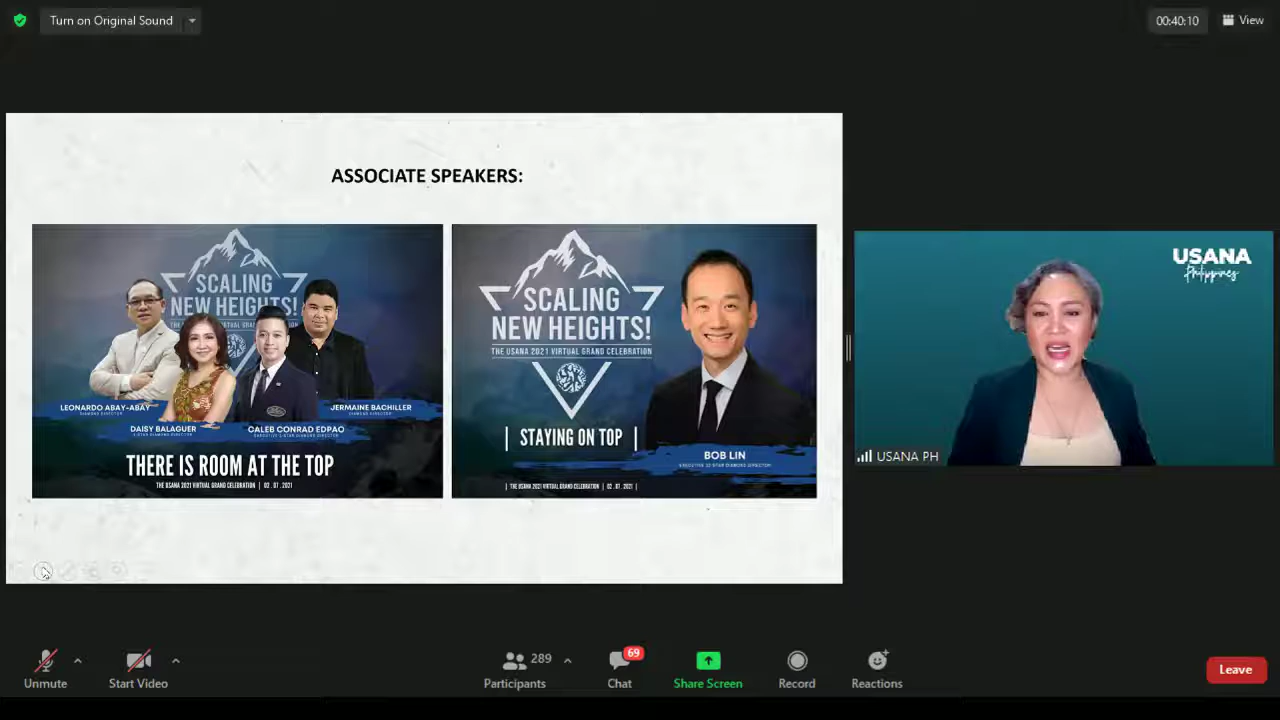 Turn on Original Sound
00:40:10
View
ASSOCIATE SPEAKERS:
SCALING
NEW HEIGHTS!
THE USANA 2021 VIRTUAL GRAND CELEBRATION
LEONARDO ABAY-ABAY
DIAMOND DIRECTOR
JERMAINE BACHILLER
DIAMOND DIRECTOR
DAISY BALAGUER
CALEB CONRAD EDPAO
THERE IS ROOM AT THE TOP
THE USANA 2021 VIRTUAL GRAND CELEBRATION | 02 . 07 . 2021
SCALING
NEW HEIGHTS!
THE USANA 2021 VIRTUAL GRAND CELEBRATION
| STAYING ON TOP |
BOB LIN
| THE USANA 2021 VIRTUAL GRAND CELEBRATION | 02 . 07 . 2021 |
USANA
Philippines
USANA PH
Unmute
Start Video
289
Participants
69
Chat
Share Screen
Record
Reactions
Leave